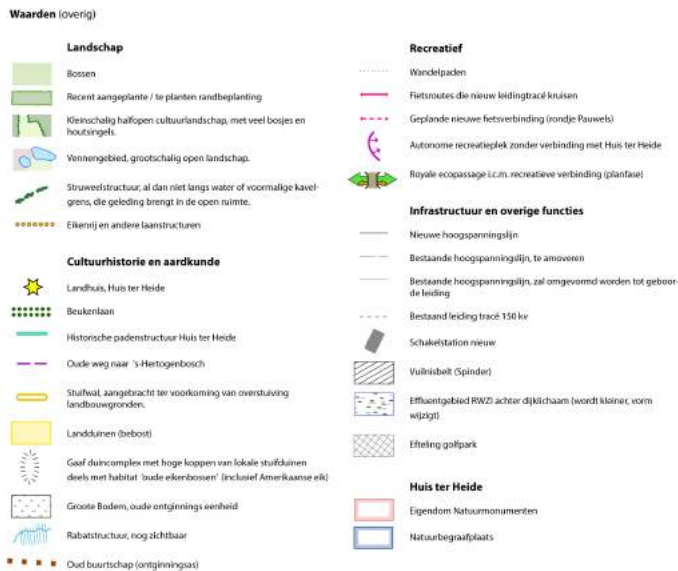 Waarden (overig)
Landschap
Bossen
Recent aangeplante / te planten randbeplanting
Kleinschalig halfopen cultuurlandschap, met veel bosjes en
houtsingels.
Vennengebied, grootschalig open landschap.
Struweelstructuur, al dan niet langs water of voormalige kavel-
grens, die geleding brengt in de open ruimte.
Eikenrij en andere laanstructuren
Cultuurhistorie en aardkunde
Landhuis, Huis ter Heide
Beukenlaan
Historische padenstructuur Huis ter Heide
Oude weg naar 's-Hertogenbosch
Stuifwal, aangebracht ter voorkoming van overstuiving
landbouwgronden.
Landduinen (bebost)
Gaaf duincomplex met hoge koppen van lokale stuifduinen
deels met habitat 'oude eikenbossen' (inclusief Amerikaanse eik)
Groote Bodem, oude ontginnings eenheid
Rabatstructuur, nog zichtbaar
Oud buurtschap (ontginningsas)
Recreatief
Wandelpaden
Fietsroutes die nieuw leidingtracé kruisen
Geplande nieuwe fietsverbinding (rondje Pauwels)
Autonome recreatieplek zonder verbinding met Huis ter Heide
Royale ecopassage i.c.m. recreatieve verbinding (planfase)
Infrastructuur en overige functies
Nieuwe hoogspanningslijn
Bestaande hoogspanningslijn, te amoveren
Bestaande hoogspanningslijn, zal omgevormd worden tot geboor-
de leiding
Bestaand leiding tracé 150 kv
Schakelstation nieuw
Vuilnisbelt (Spinder)
Effluentgebied RWZI achter dijklichaam (wordt kleiner, vorm
wijzigt)
Efteling golfpark
Huis ter Heide
Eigendom Natuurmonumenten
Natuurbegraafplaats